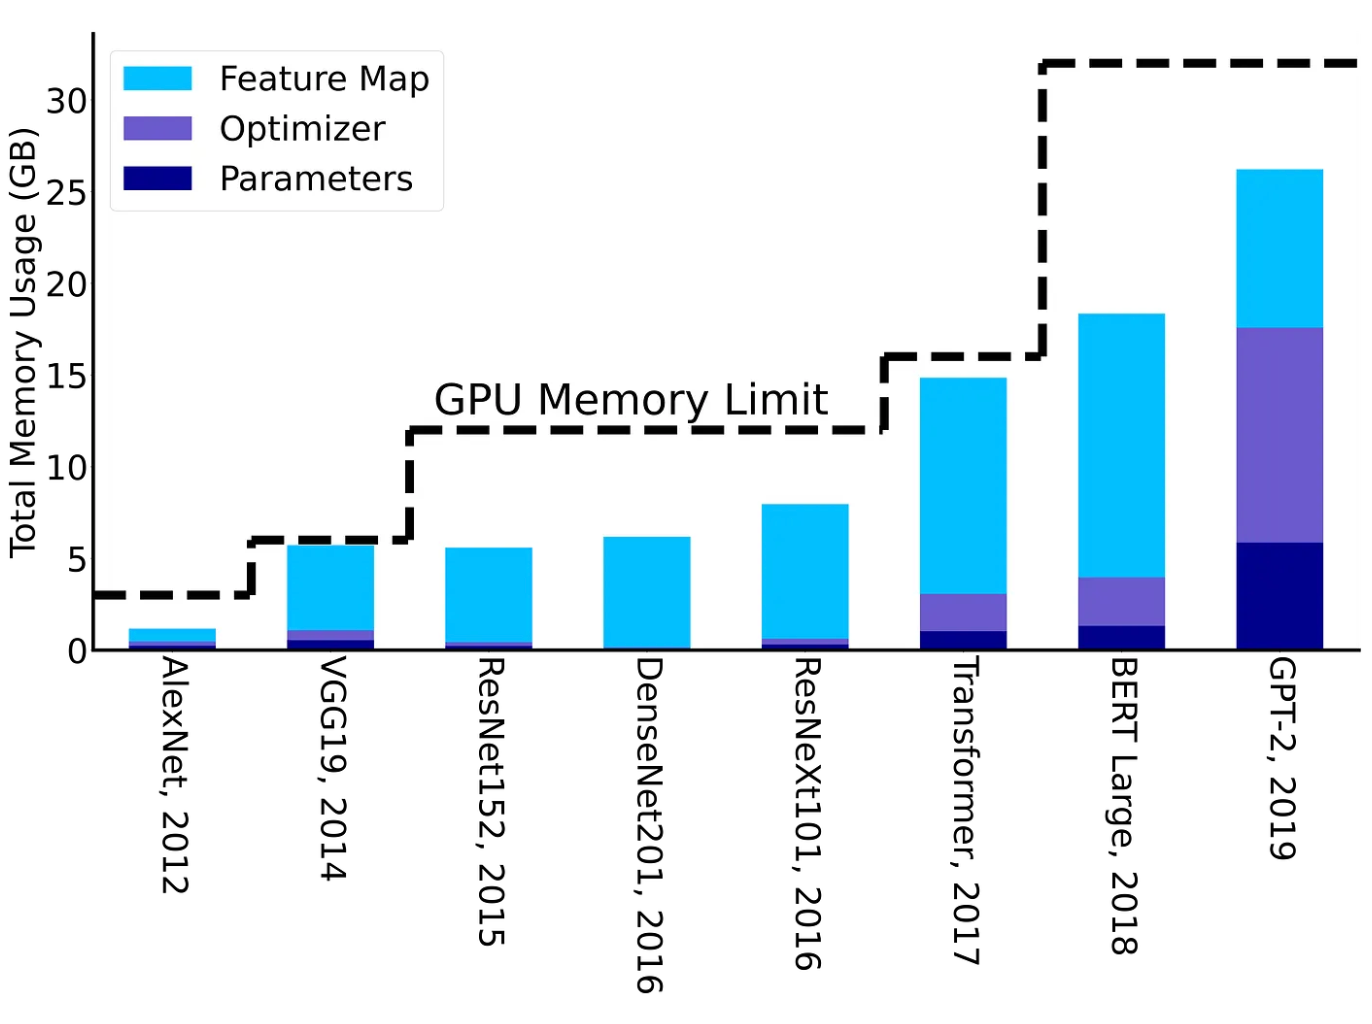 Feature Map
Optimizer
Parameters
Total Memory Usage (GB)
30
25
20
15
10
5
0
GPU Memory Limit
AlexNet, 2012
VGG19, 2014
ResNet152, 2015
DenseNet201, 2016
ResNeXt101, 2016
Transformer, 2017
BERT Large, 2018
GPT-2, 2019